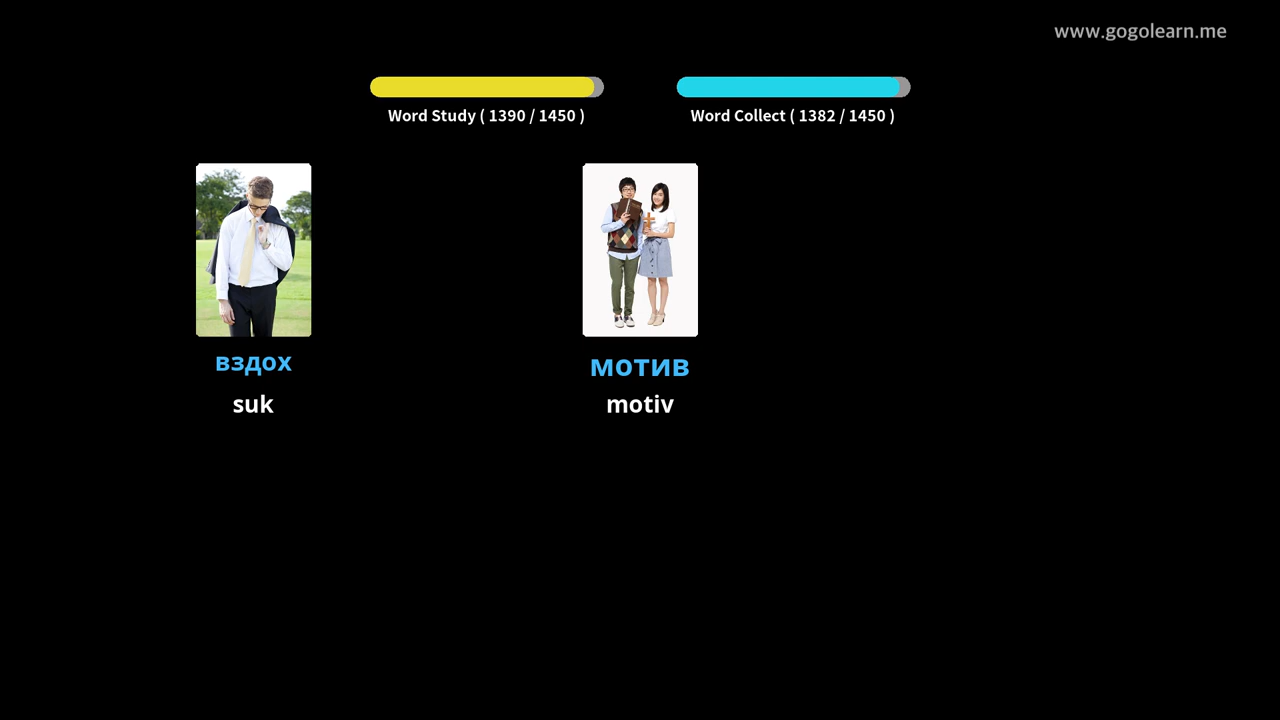 www.gogolearn.me
Word Study ( 1390 / 1450 )
Word Collect ( 1382 / 1450 )
вздох
suk
мотив
motiv